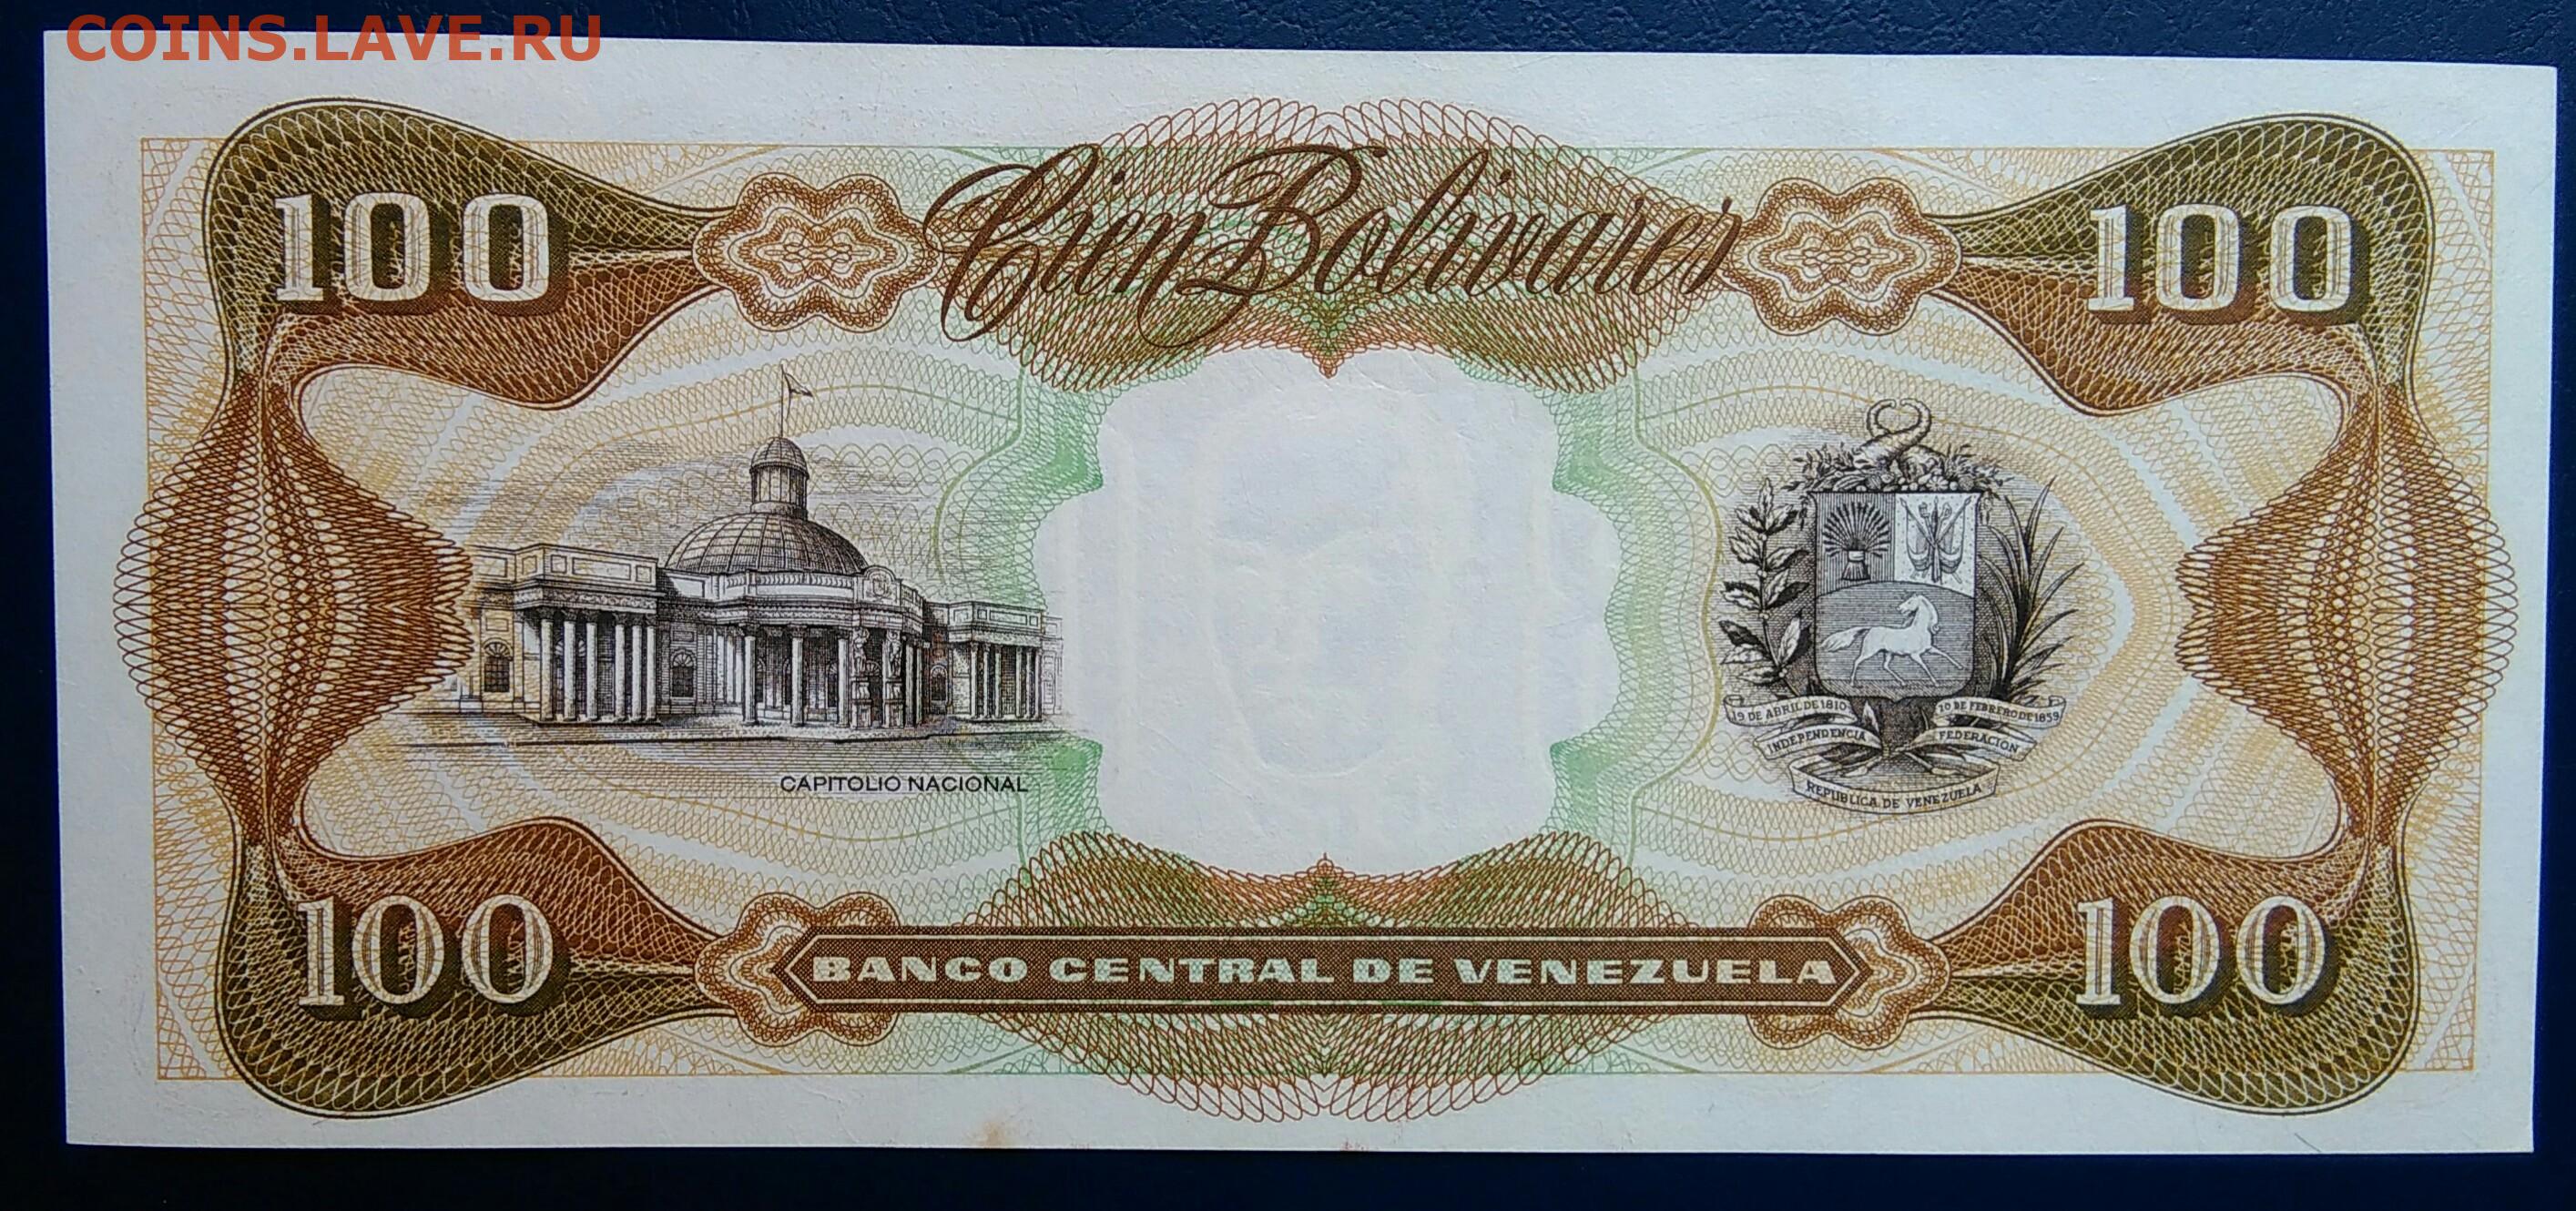 COINS.LAVE.RU
100
Cien Bolívares
100
CAPITOLIO NACIONAL
19 DE ABRIL DE 1810
20 DE FEBRERO DE 1859
INDEPENDENCIA
FEDERACION
REPUBLICA DE VENEZUELA
100
BANCO CENTRAL DE VENEZUELA
100